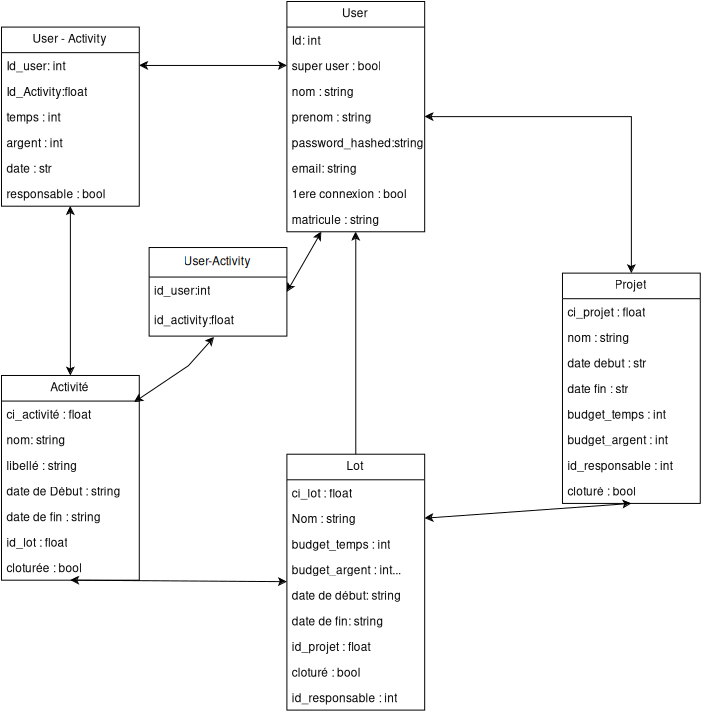 User
Id: int
super user : bool
nom : string
prenom : string
password_hashed:string
email: string
1ere connexion : bool
matricule : string
User - Activity
Id_user: int
Id_Activity:float
temps : int
argent : int
date : str
responsable : bool
User-Activity
id_user:int
id_activity:float
Projet
ci_projet : float
nom : string
date debut : str
date fin : str
budget_temps : int
budget_argent : int
id_responsable : int
cloturé : bool
Activité
ci_activité : float
nom: string
libellé : string
date de Début : string
date de fin : string
id_lot : float
cloturée : bool
Lot
ci_lot : float
Nom : string
budget_temps : int
budget_argent : int...
date de début: string
date de fin: string
id_projet : float
cloturé : bool
id_responsable : int